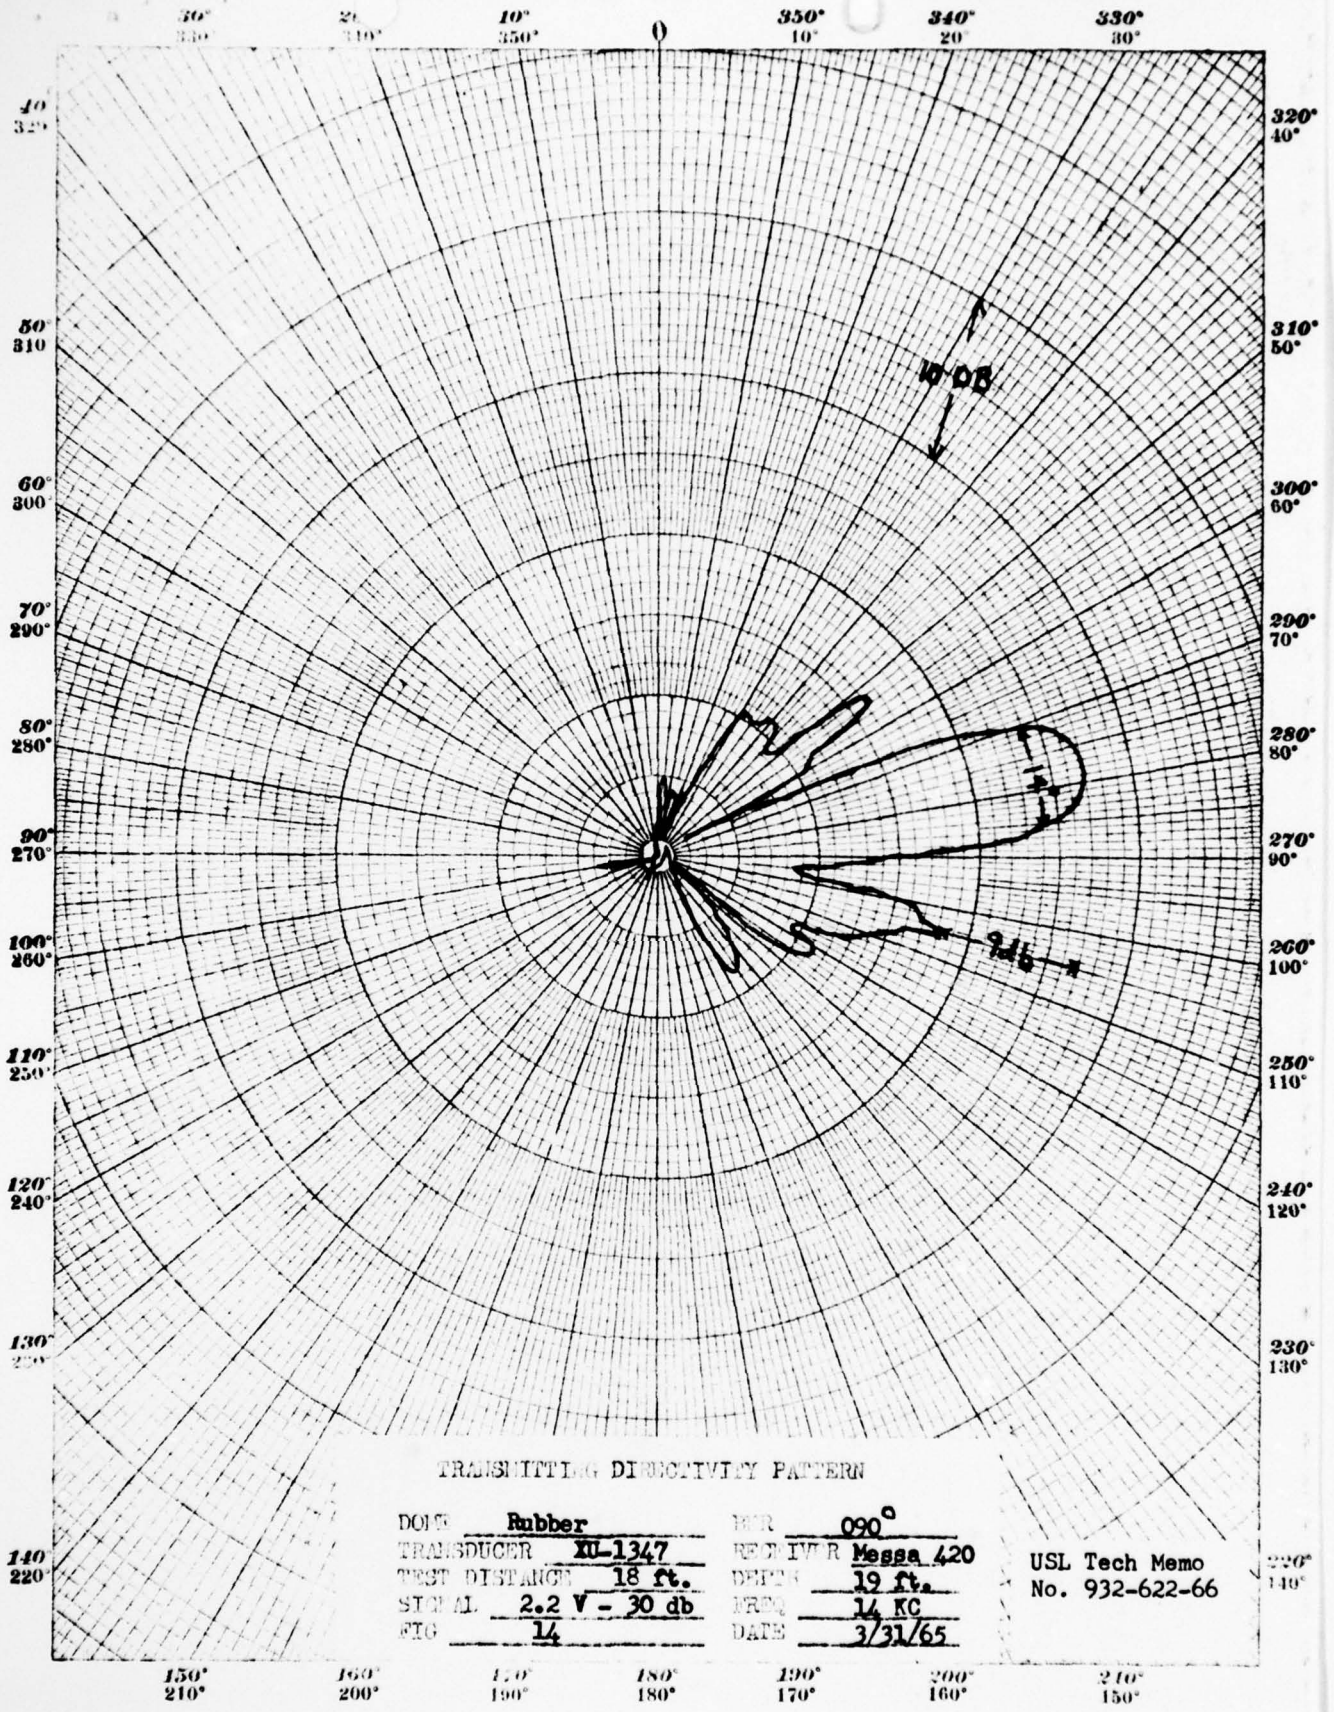 30° 10° 0 350° 340° 330°
350° 10° 20° 30°
40 320°
40°
50° 310°
310 50°
60° 300°
300° 60°
70° 290°
290° 70°
80° 280°
280° 80°
90° 270°
270° 90°
100° 260°
260° 100°
110° 250°
250° 110°
120° 240°
240° 120°
130° 230°
130°
140
220° 140°
150° 160° 180° 190° 200° 210°
210° 200° 190° 180° 170° 160° 150°
10 DB
14°
9db
TRANSMITTING DIRECTIVITY PATTERN
DOME Rubber BER 090°
TRANSDUCER XU-1347 RECEIVER Messa 420
TEST DISTANCE 18 ft. DEPTH 19 ft.
SIGNAL 2.2 V - 30 db FREQ 14 KC
FIG 14 DATE 3/31/65
USL Tech Memo
No. 932-622-66